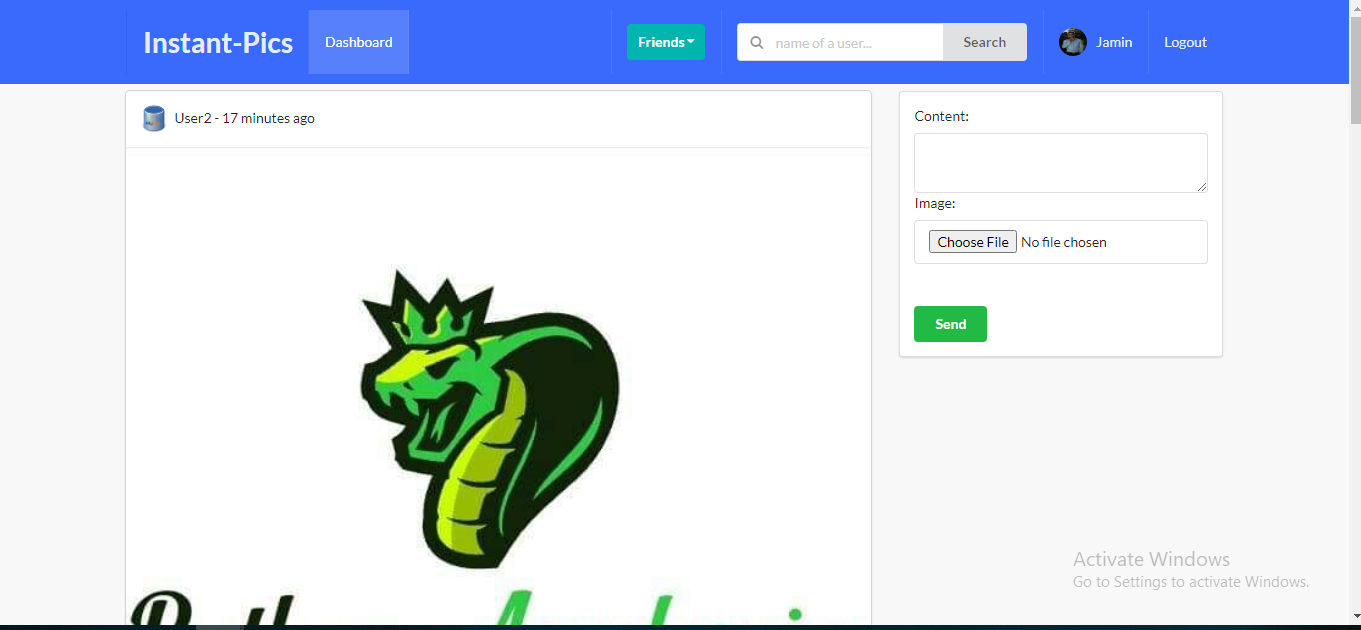 Instant-Pics Dashboard Friends name of a user... Search Jamin Logout
User2 - 17 minutes ago
Content:
Image:
Choose File No file chosen
Send
Activate Windows
Go to Settings to activate Windows.